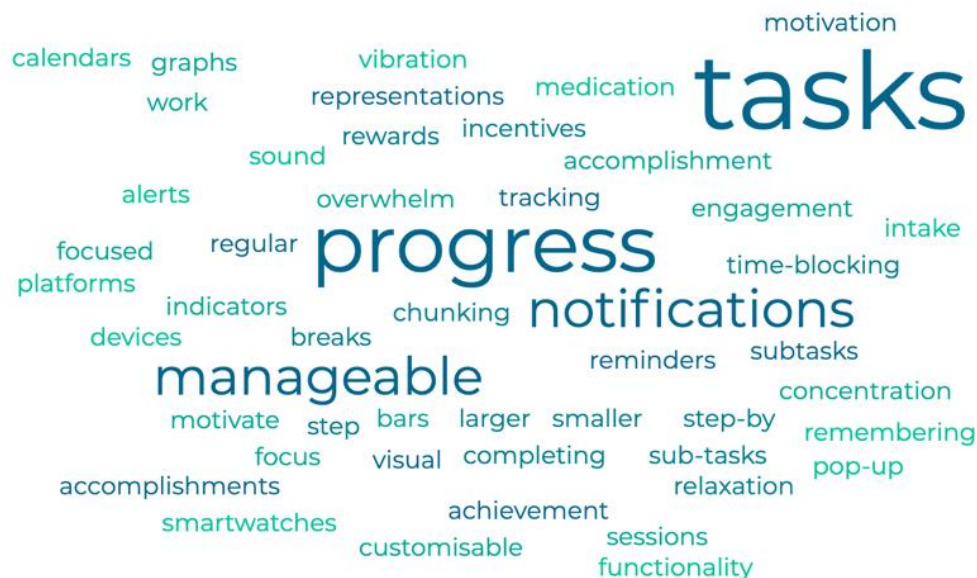 motivation
calendars
graphs
vibration
tasks
work
representations
medication
rewards
incentives
sound
accomplishment
alerts
overwhelm
tracking
engagement
intake
focused
regular
progress
time-blocking
platforms
indicators
chunking
notifications
devices
breaks
reminders
subtasks
manageable
concentration
motivate
step
bars
larger
smaller
step-by
remembering
focus
visual
completing
sub-tasks
pop-up
accomplishments
relaxation
smartwatches
achievement
customisable
sessions
functionality